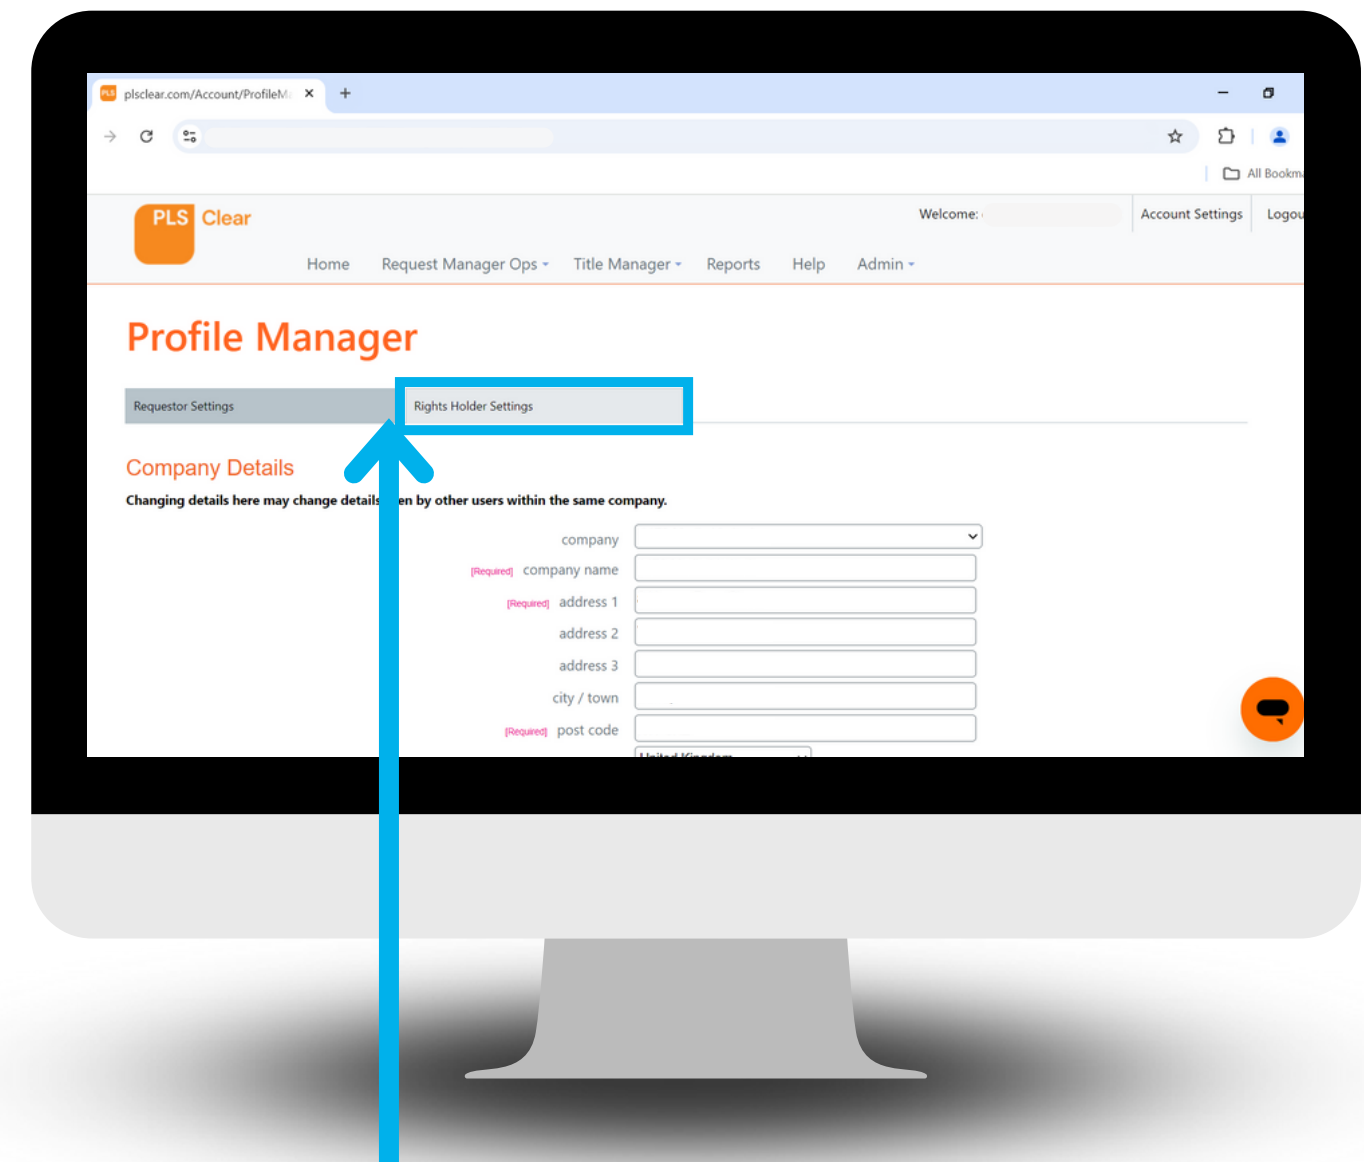 PLS
plsclear.com/Account/ProfileM
All Bookm
PLS Clear
Welcome:
Account Settings
Logou
Home
Request Manager Ops
Title Manager
Reports
Help
Admin
Profile Manager
Requestor Settings
Rights Holder Settings
Company Details
Changing details here may change details en by other users within the same company.
company
[Required] company name
[Required] address 1
address 2
address 3
city / town
[Required] post code
United Kingdom